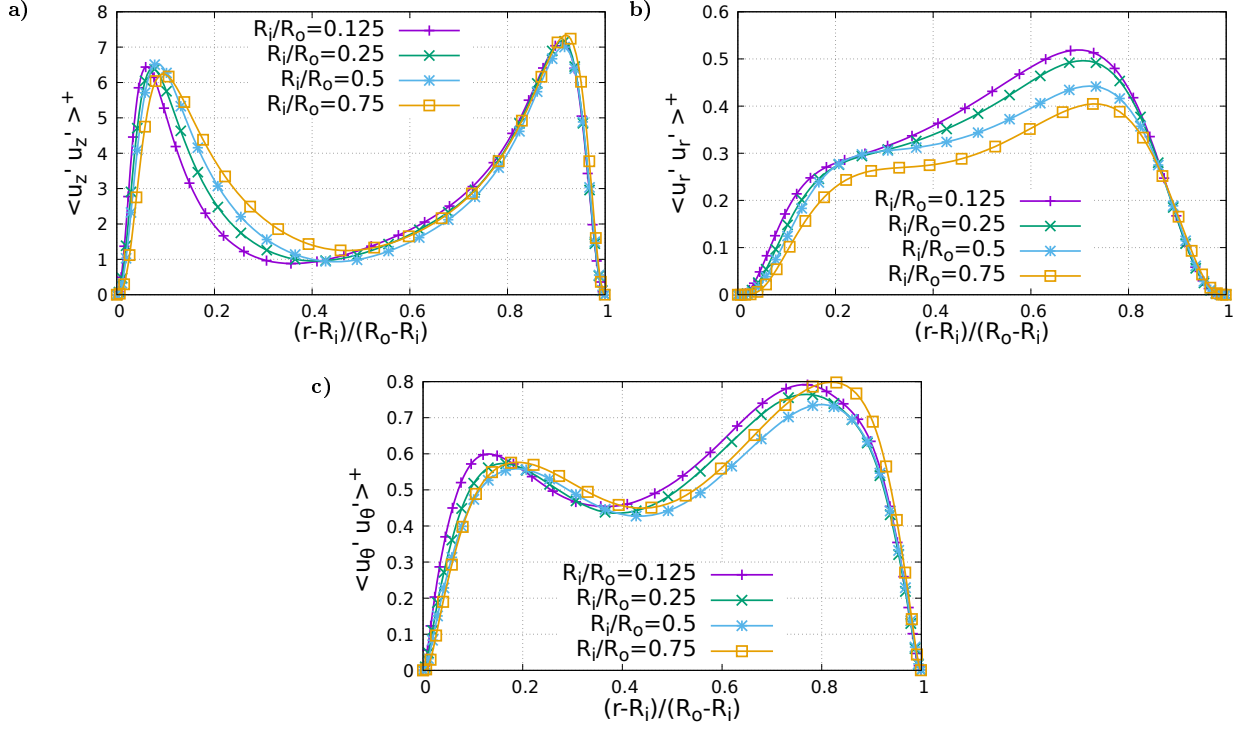 a)
<u_z' u_z' >^+
8
7
6
5
4
3
2
1
0
R_i/R_o=0.125
R_i/R_o=0.25
R_i/R_o=0.5
R_i/R_o=0.75
0 0.2 0.4 0.6 0.8 1
(r-R_i)/(R_o-R_i)
b)
<u_r' u_r' >^+
0.6
0.5
0.4
0.3
0.2
0.1
0
R_i/R_o=0.125
R_i/R_o=0.25
R_i/R_o=0.5
R_i/R_o=0.75
0 0.2 0.4 0.6 0.8 1
(r-R_i)/(R_o-R_i)
c)
<u_θ' u_θ'>^+
0.8
0.7
0.6
0.5
0.4
0.3
0.2
0.1
0
R_i/R_o=0.125
R_i/R_o=0.25
R_i/R_o=0.5
R_i/R_o=0.75
0 0.2 0.4 0.6 0.8 1
(r-R_i)/(R_o-R_i)